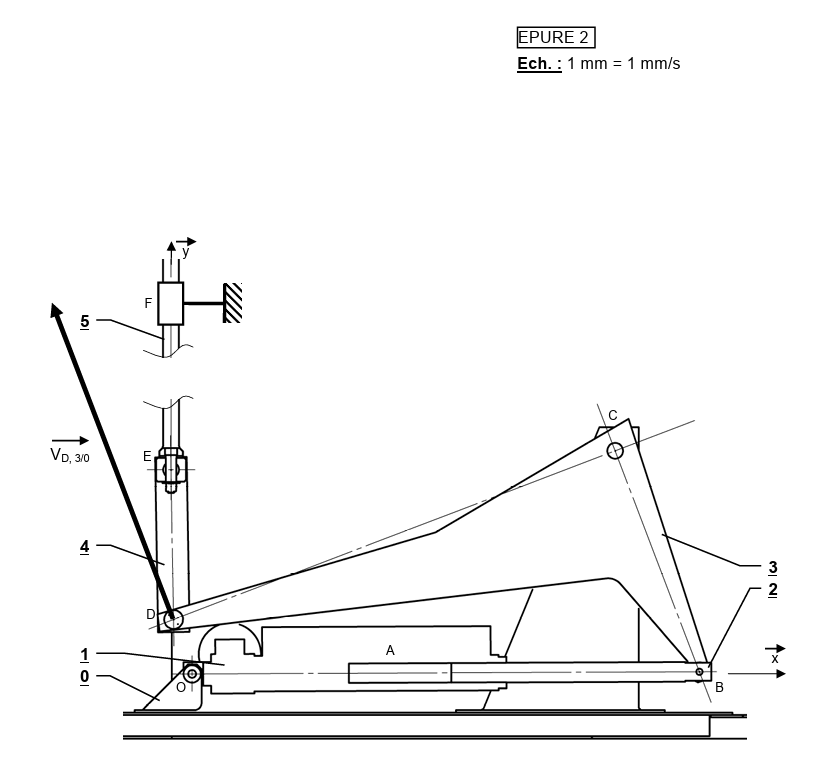 EPURE 2
Ech. : 1 mm = 1 mm/s
y
F
5
C
E
V D, 3/0
4
3
2
D
A
1
x
0
O
B